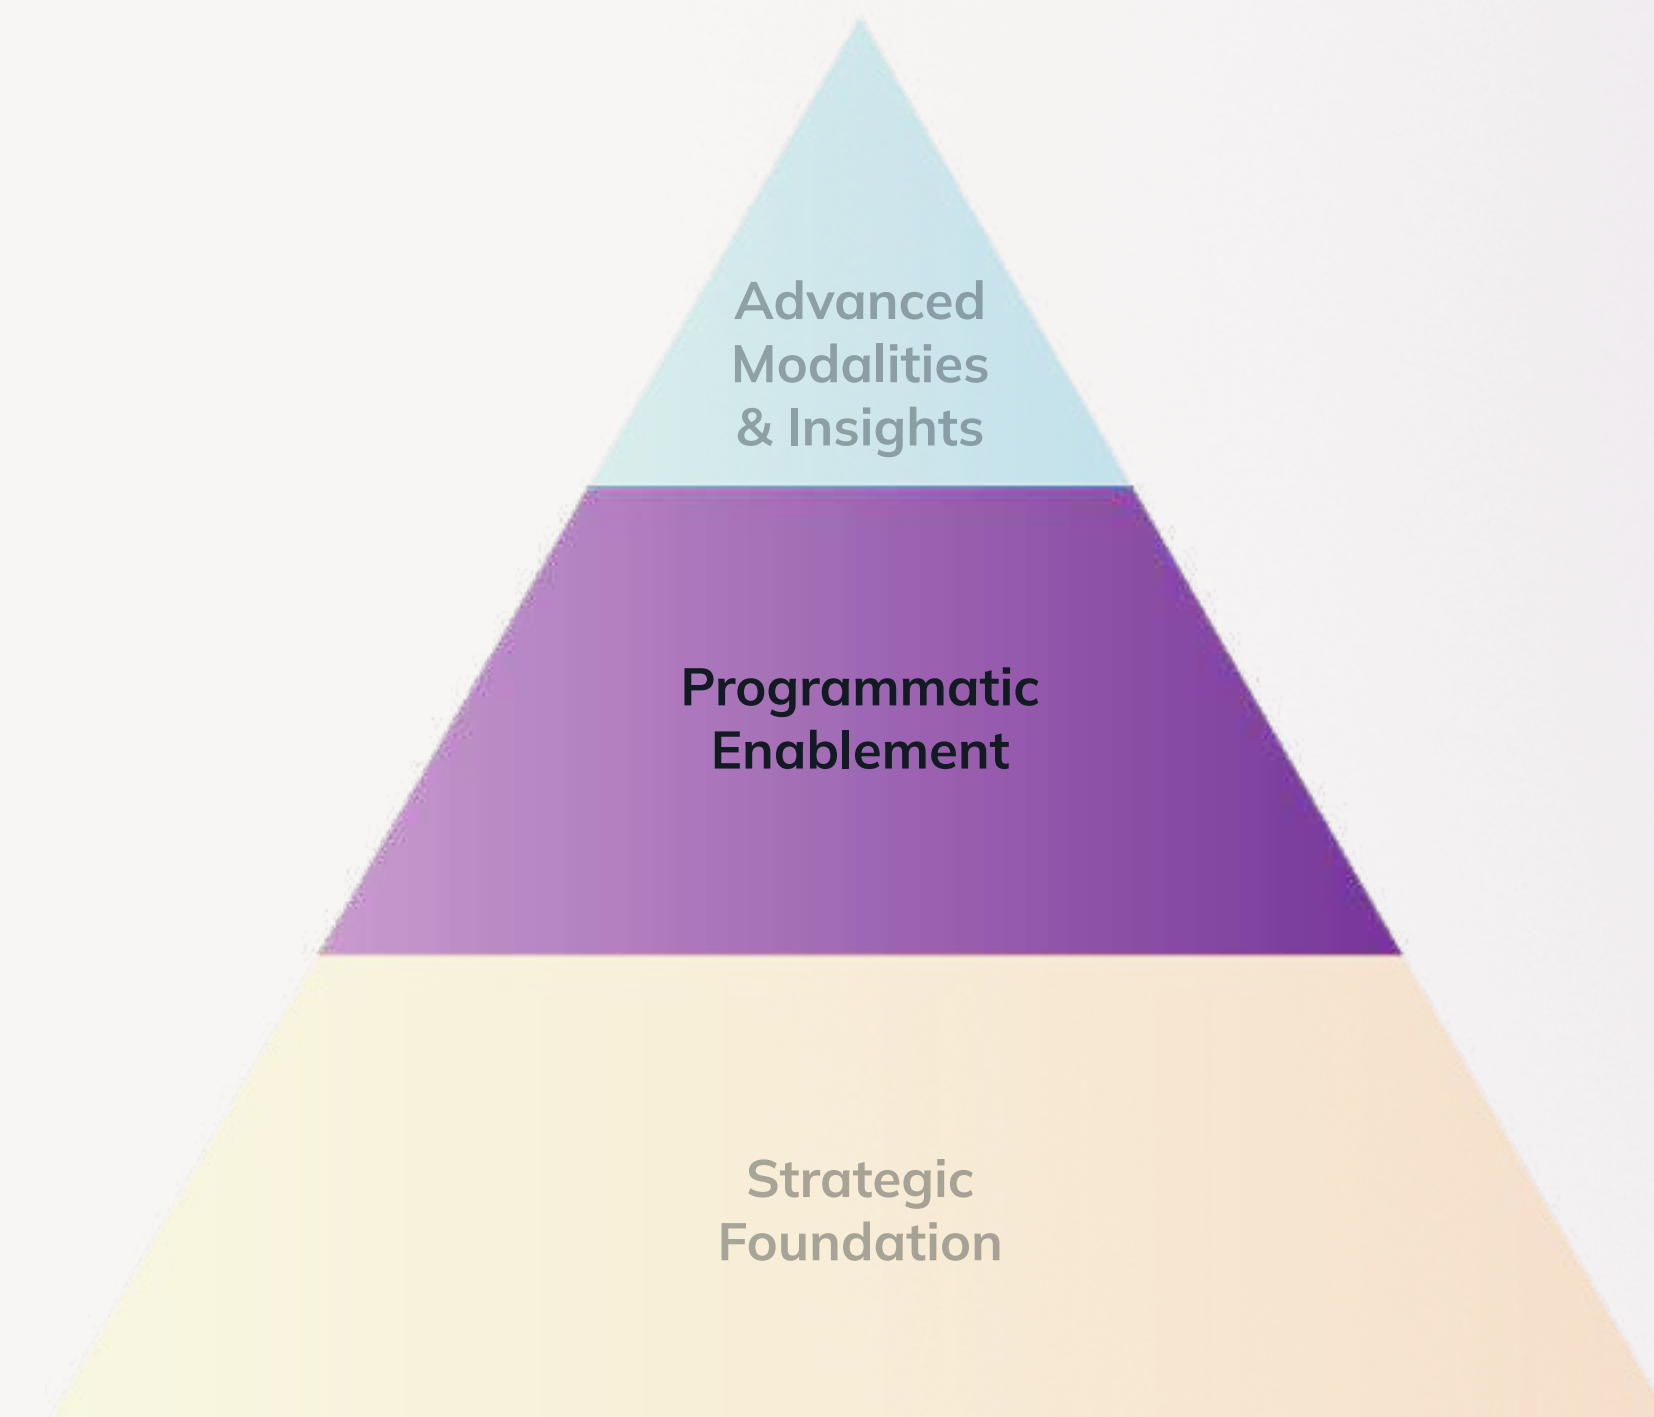 Advanced
Modalities
& Insights
Programmatic
Enablement
Strategic
Foundation